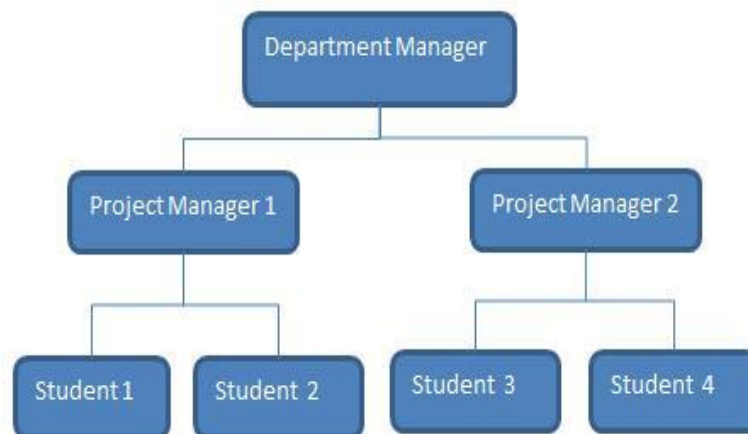 Department Manager
Project Manager 1
Project Manager 2
Student 1
Student 2
Student 3
Student 4